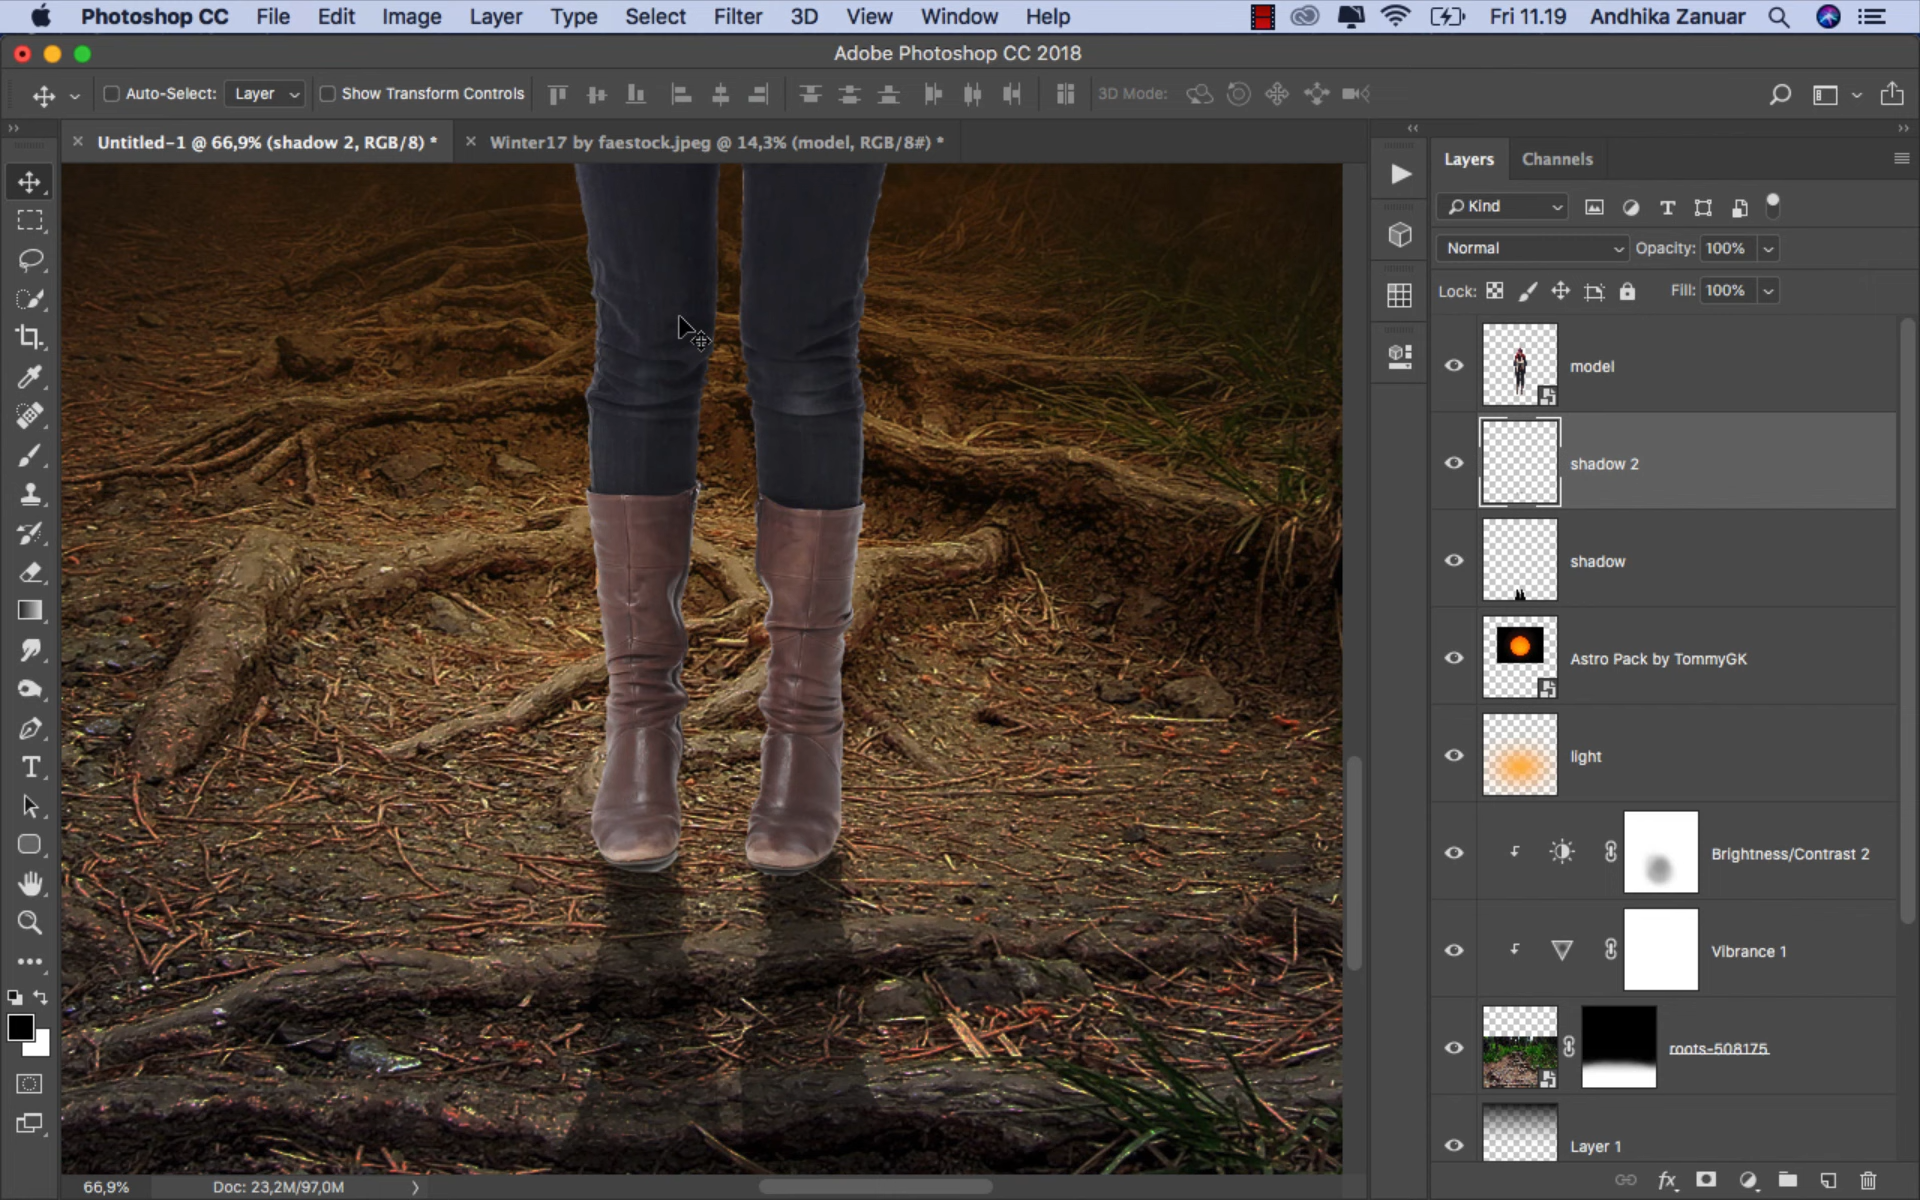 Photoshop CC File Edit Image Layer Type Select Filter 3D View Window Help Fri 11.19 Andhika Zanuar
Adobe Photoshop CC 2018
Auto-Select: Layer Show Transform Controls 3D Mode:
Untitled-1 @ 66,9% (shadow 2, RGB/8) * Winter17 by faestock.jpeg @ 14,3% (model, RGB/8#) *
Layers Channels
Kind
Normal Opacity: 100%
Lock: Fill: 100%
model
shadow 2
shadow
Astro Pack by TommyGK
light
Brightness/Contrast 2
Vibrance 1
roots-508175
Layer 1
66,9% Doc: 23,2M/97,0M